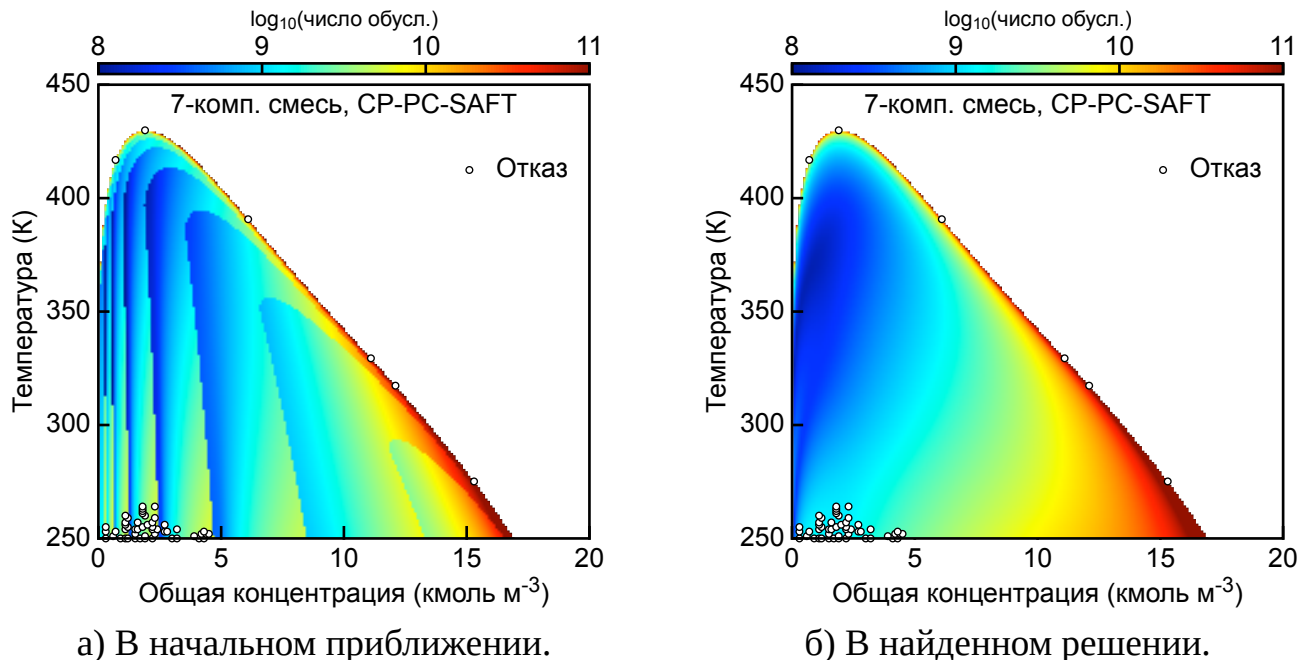 log₁₀(число обусл.)
8 9 10 11
7-комп. смесь, CP-PC-SAFT
Отказ
Температура (К)
450
400
350
300
250
0 5 10 15 20
Общая концентрация (кмоль м⁻³)
а) В начальном приближении.
log₁₀(число обусл.)
8 9 10 11
7-комп. смесь, CP-PC-SAFT
Отказ
Температура (К)
450
400
350
300
250
0 5 10 15 20
Общая концентрация (кмоль м⁻³)
б) В найденном решении.